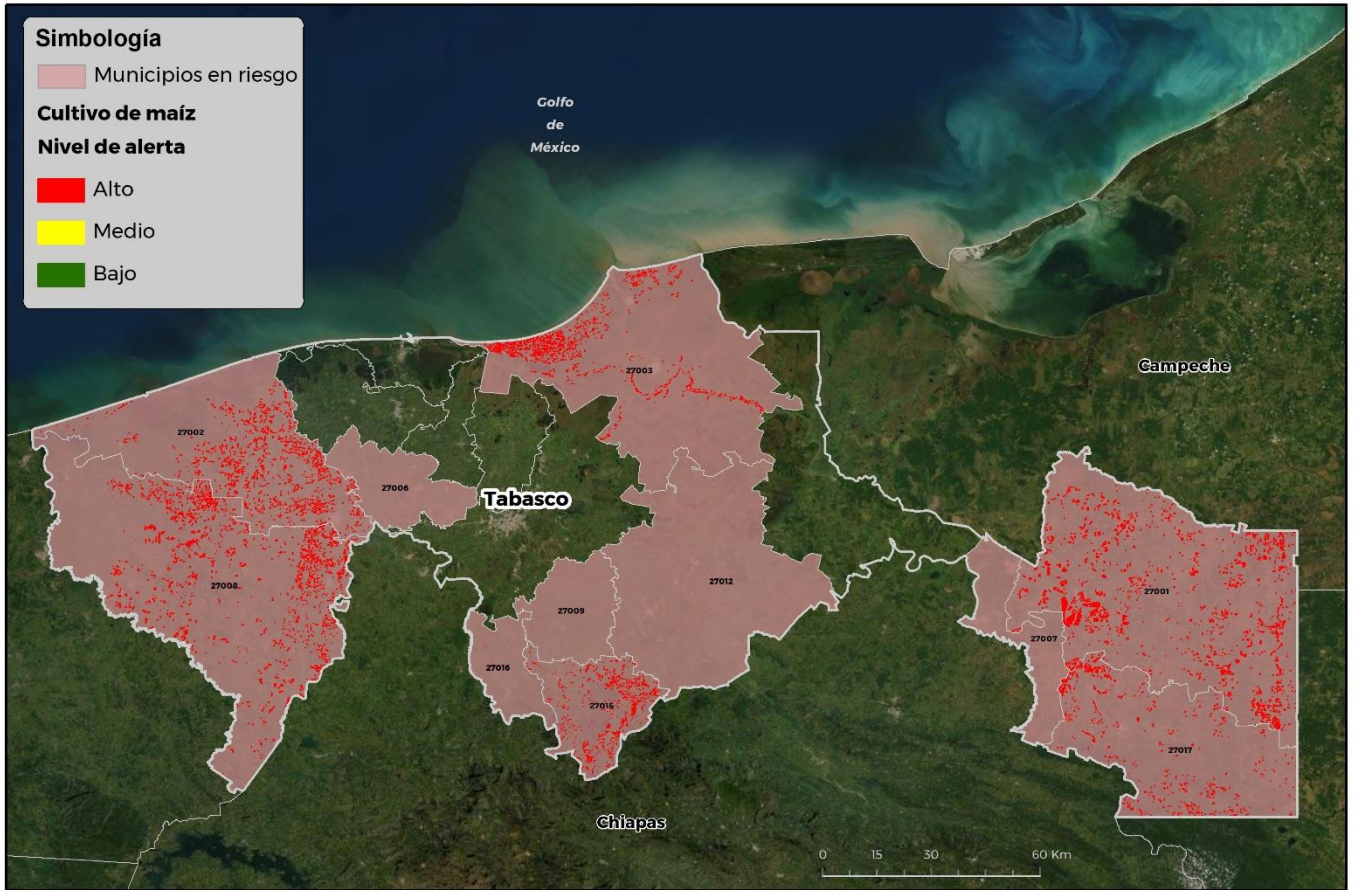 Simbología
Municipios en riesgo
Cultivo de maíz
Nivel de alerta
Alto
Medio
Bajo
Golfo
de
México
Campeche
27003
27002
27006
Tabasco
27008
27012
27009
27001
27007
27016
27015
27017
Chiapas
0 15 30 60 Km